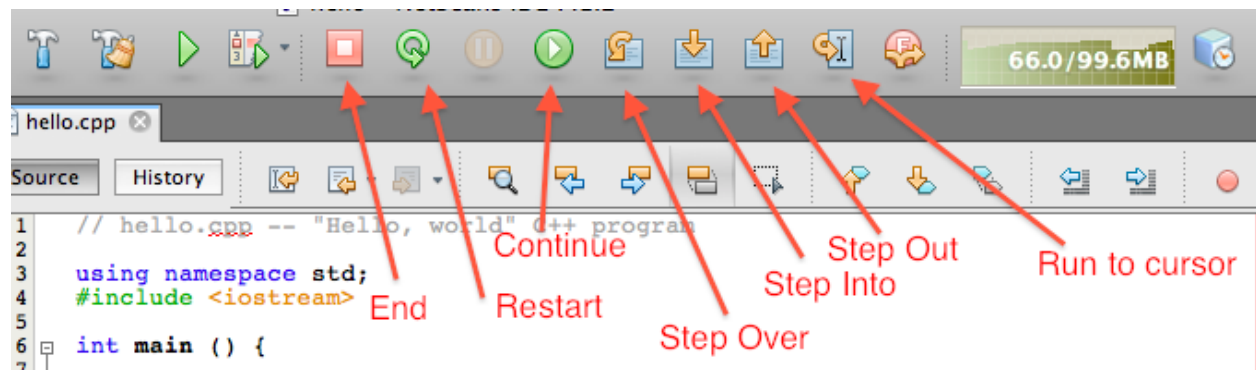 66.0/99.6MB
hello.cpp
Source History
1 // hello.cpp -- "Hello, world" C++ program
2
3 using namespace std;
4 #include <iostream>
5
6 int main () {
7
End
Restart
Continue
Step Over
Step Into
Step Out
Run to cursor